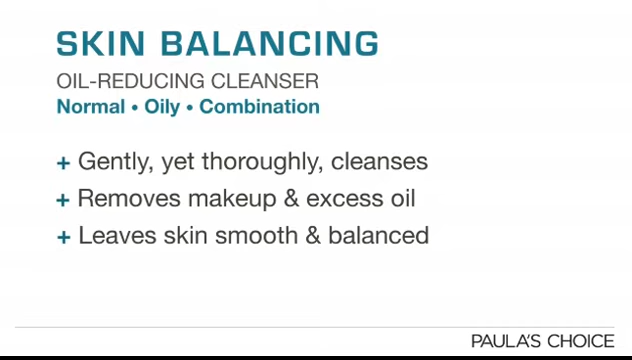 SKIN BALANCING
OIL-REDUCING CLEANSER
Normal • Oily • Combination
+ Gently, yet thoroughly, cleanses
+ Removes makeup & excess oil
+ Leaves skin smooth & balanced
PAULA'S CHOICE